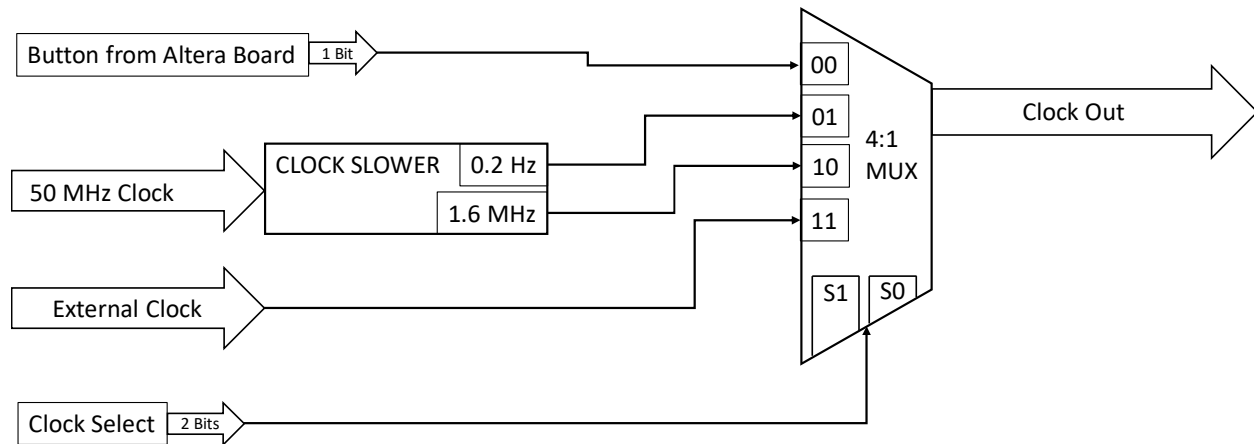 Button from Altera Board
1 Bit
00
01
4:1
MUX
Clock Out
CLOCK SLOWER
0.2 Hz
10
50 MHz Clock
1.6 MHz
11
External Clock
S1
S0
Clock Select
2 Bits